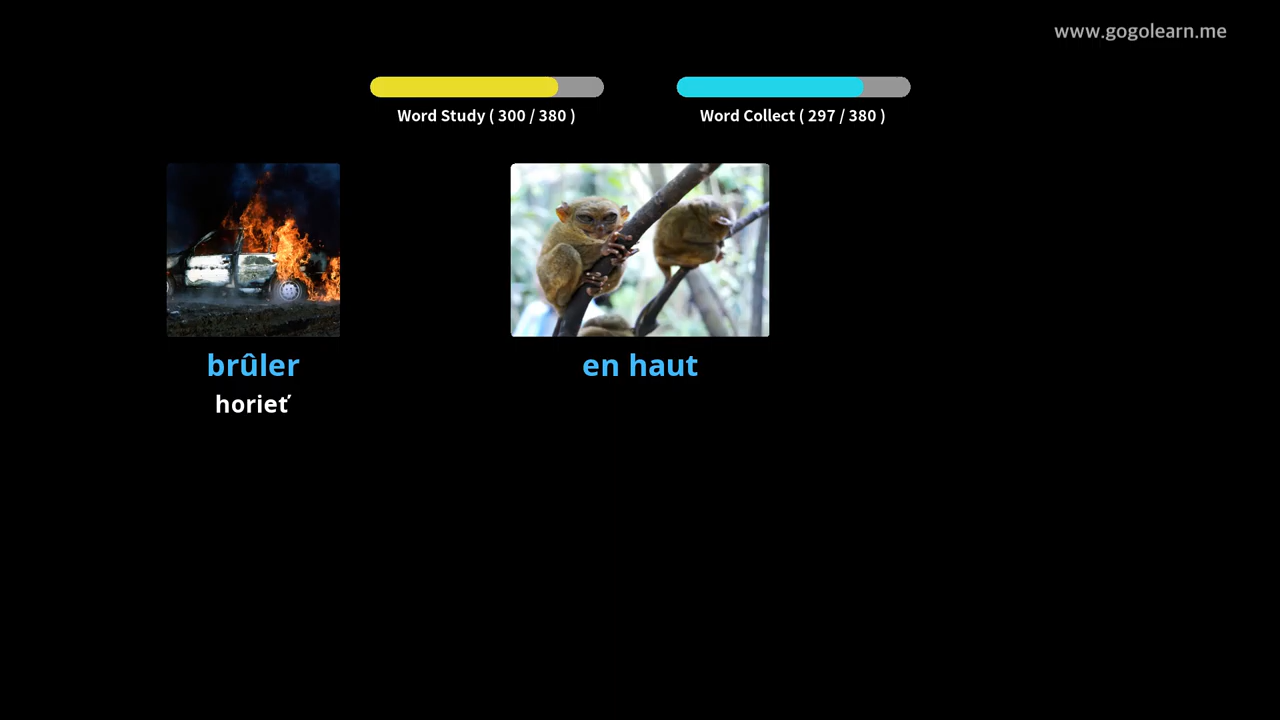 www.gogolearn.me
Word Study ( 300 / 380 )
Word Collect ( 297 / 380 )
brûler
horieť
en haut